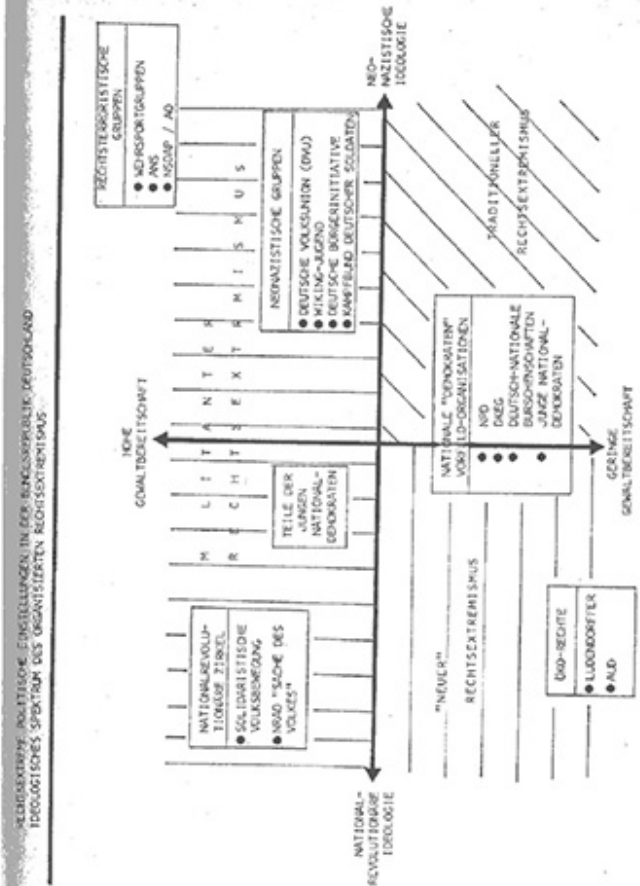 RECHTSEXTREME POLITISCHE EINSTELLUNGEN IN DER BUNDESREPUBLIK DEUTSCHLAND
IDEOLOGISCHES SPEKTRUM DES ORGANISIERTEN RECHTSEXTREMISMUS
HOHE
GEWALTBEREITSCHAFT
RECHTSTERRORISTISCHE
GRUPPEN
● WEHRSPORTGRUPPEN
● ANS
● NSDAP / AO
MILITANTER
RECHTSEXTREMISMUS
NATIONALREVOLU-
TIONÄRE ZIRKEL
● SOLIDARISTISCHE
VOLKSBEWEGUNG
● NRAO "SACHE DES
VOLKES"
TEILE DER
JUNGEN
NATIONAL-
DEMOKRATEN
NEONAZISTISCHE GRUPPEN
● DEUTSCHE VOLKSUNION (DVU)
● WIKING-JUGEND
● DEUTSCHE BÜRGERINITIATIVE
● KAMPFBUND DEUTSCHER SOLDATEN
NATIONAL-
REVOLUTIONÄRE
IDEOLOGIE
NEO-
NAZISTISCHE
IDEOLOGIE
"NEUER"
RECHTSEXTREMISMUS
NATIONALE "DEMOKRATEN"
VORFELD-ORGANISATIONEN
● NPD
● DKEG
● DEUTSCH-NATIONALE
BURSCHENSCHAFTEN
● JUNGE NATIONAL-
DEMOKRATEN
TRADITIONELLER
RECHTSEXTREMISMUS
ÖKO-RECHTE
● LUDENDORFFER
● AUD
GERINGE
GEWALTBEREITSCHAFT